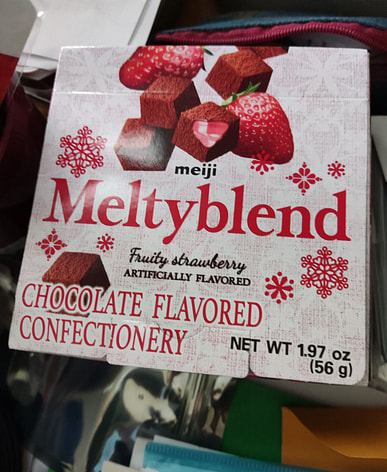 meiji
Meltyblend
Fruity strawberry
ARTIFICIALLY FLAVORED
CHOCOLATE FLAVORED
CONFECTIONERY
NET WT 1.97 oz
(56 g)